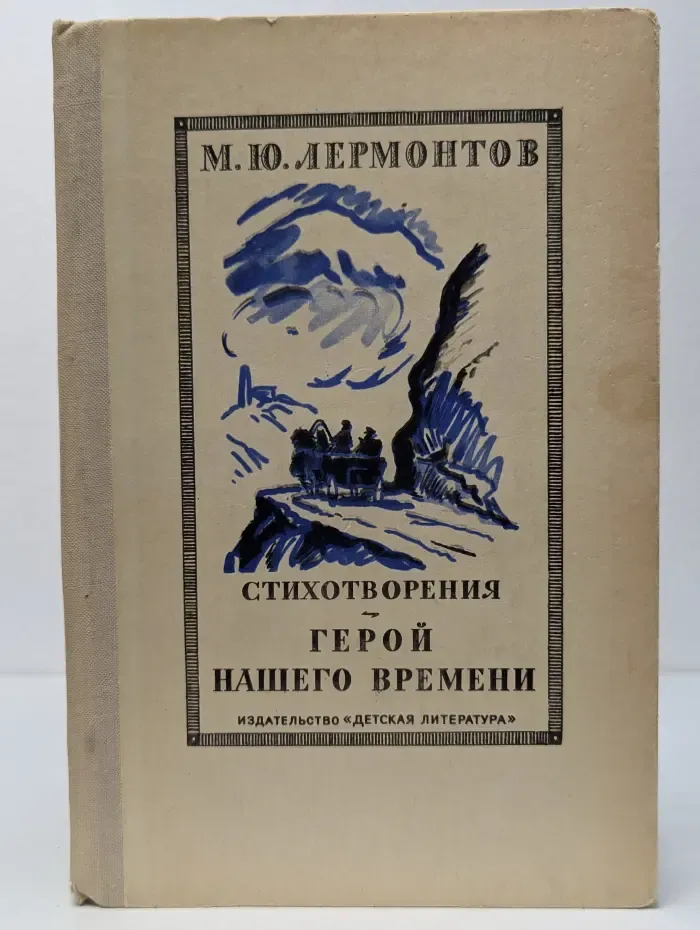 М.Ю.ЛЕРМОНТОВ
СТИХОТВОРЕНИЯ
ГЕРОЙ
НАШЕГО ВРЕМЕНИ
ИЗДАТЕЛЬСТВО «ДЕТСКАЯ ЛИТЕРАТУРА»